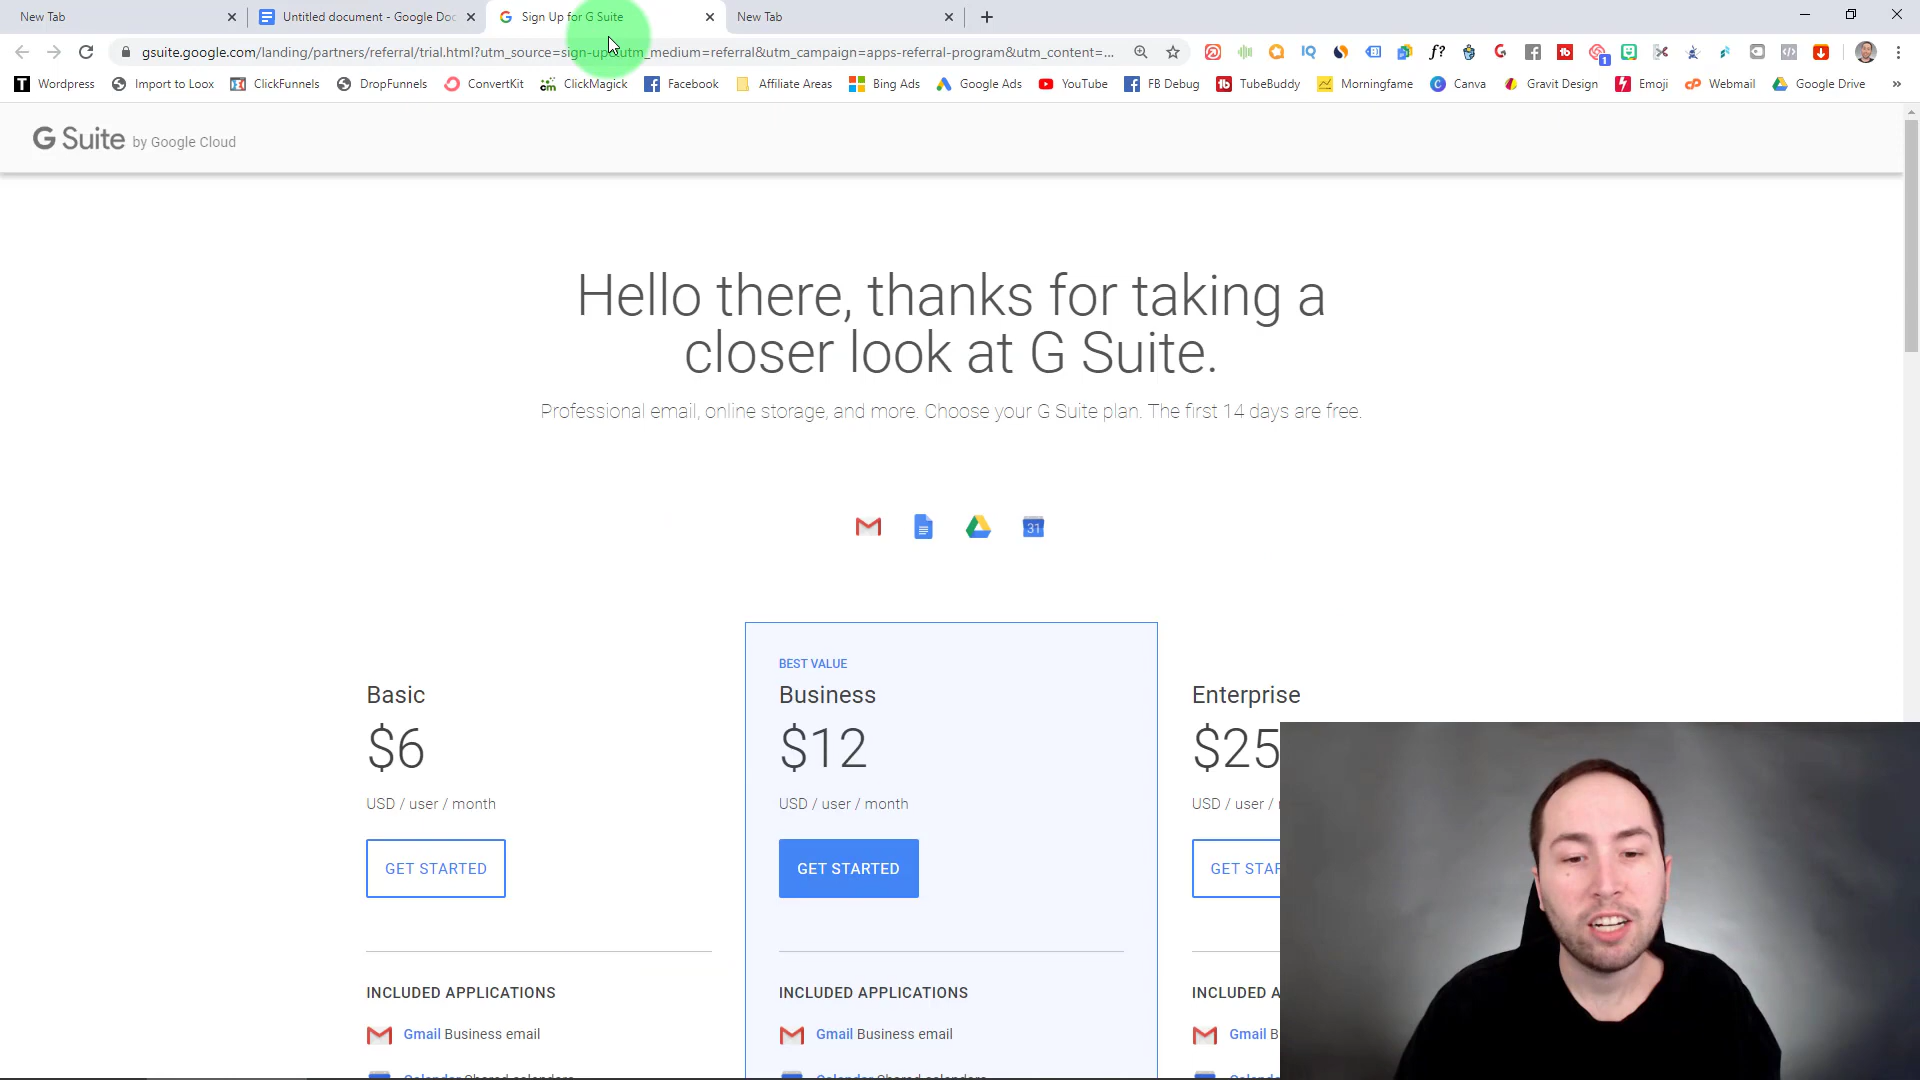 New Tab
Untitled document - Google Doc
Sign Up for G Suite
New Tab
gsuite.google.com/landing/partners/referral/trial.html?utm_source=sign-up&utm_medium=referral&utm_campaign=apps-referral-program&utm_content=...
Wordpress
Import to Loox
ClickFunnels
DropFunnels
ConvertKit
ClickMagick
Facebook
Affiliate Areas
Bing Ads
Google Ads
YouTube
FB Debug
TubeBuddy
Morningfame
Canva
Gravit Design
Emoji
Webmail
Google Drive
»
G Suite by Google Cloud
Hello there, thanks for taking a
closer look at G Suite.
Professional email, online storage, and more. Choose your G Suite plan. The first 14 days are free.
31
BEST VALUE
Basic
Business
Enterprise
$6
$12
$25
USD / user / month
USD / user / month
USD / user /
GET STARTED
GET STARTED
GET STAR
INCLUDED APPLICATIONS
INCLUDED APPLICATIONS
INCLUDED A
Gmail Business email
Gmail Business email
Gmail B
Calendar Shared calendars
Calendar Shared calendars